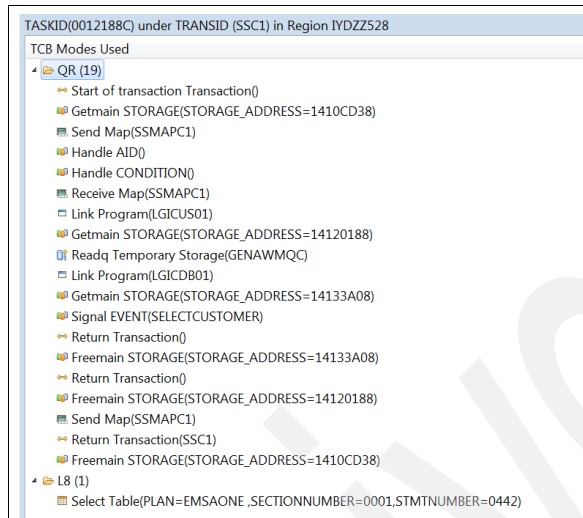 TASKID(0012188C) under TRANSID (SSC1) in Region IYDZZ528
TCB Modes Used
QR (19)
Start of transaction Transaction()
Getmain STORAGE(STORAGE_ADDRESS=1410CD38)
Send Map(SSMAPC1)
Handle AID()
Handle CONDITION()
Receive Map(SSMAPC1)
Link Program(LGICUS01)
Getmain STORAGE(STORAGE_ADDRESS=14120188)
Readq Temporary Storage(GENAWMQC)
Link Program(LGICDB01)
Getmain STORAGE(STORAGE_ADDRESS=14133A08)
Signal EVENT(SELECTCUSTOMER)
Return Transaction()
Freemain STORAGE(STORAGE_ADDRESS=14133A08)
Return Transaction()
Freemain STORAGE(STORAGE_ADDRESS=14120188)
Send Map(SSMAPC1)
Return Transaction(SSC1)
Freemain STORAGE(STORAGE_ADDRESS=1410CD38)
L8 (1)
Select Table(PLAN=EMSAONE ,SECTIONNUMBER=0001,STMTNUMBER=0442)